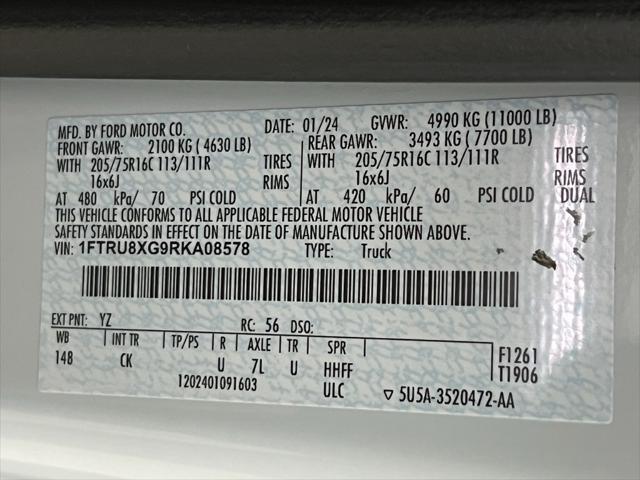 MFD. BY FORD MOTOR CO. DATE: 01/24 GVWR: 4990 KG (11000 LB)
FRONT GAWR: 2100 KG ( 4630 LB) REAR GAWR: 3493 KG ( 7700 LB)
WITH 205/75R16C 113/111R TIRES WITH 205/75R16C 113/111R TIRES
16x6J RIMS 16x6J RIMS
AT 480 kPa/ 70 PSI COLD AT 420 kPa/ 60 PSI COLD DUAL
THIS VEHICLE CONFORMS TO ALL APPLICABLE FEDERAL MOTOR VEHICLE
SAFETY STANDARDS IN EFFECT ON THE DATE OF MANUFACTURE SHOWN ABOVE.
VIN: 1FTRU8XG9RKA08578 TYPE: Truck
EXT PNT: YZ RC: 56 DSO:
WB INT TR TP/PS R AXLE TR SPR F1261
148 CK U 7L U HHFF T1906
1202401091603 ULC ▽ 5U5A-3520472-AA